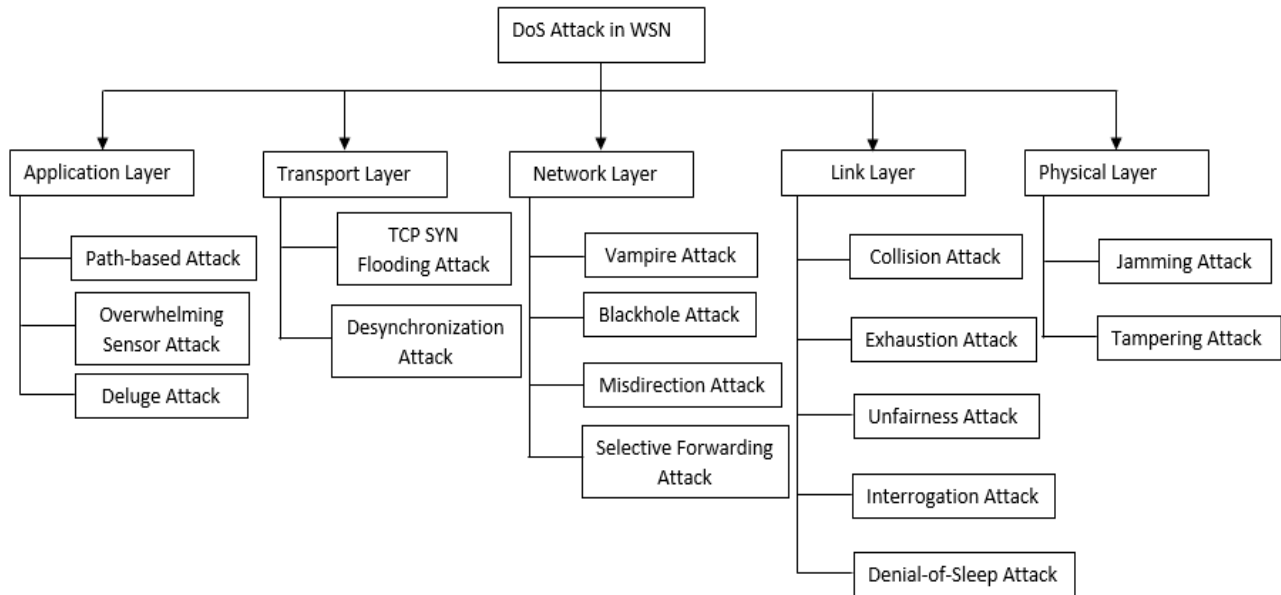 DoS Attack in WSN
Application Layer
Transport Layer
Network Layer
Link Layer
Physical Layer
Path-based Attack
Overwhelming
Sensor Attack
Deluge Attack
TCP SYN
Flooding Attack
Desynchronization
Attack
Vampire Attack
Blackhole Attack
Misdirection Attack
Selective Forwarding
Attack
Collision Attack
Exhaustion Attack
Unfairness Attack
Interrogation Attack
Denial-of-Sleep Attack
Jamming Attack
Tampering Attack